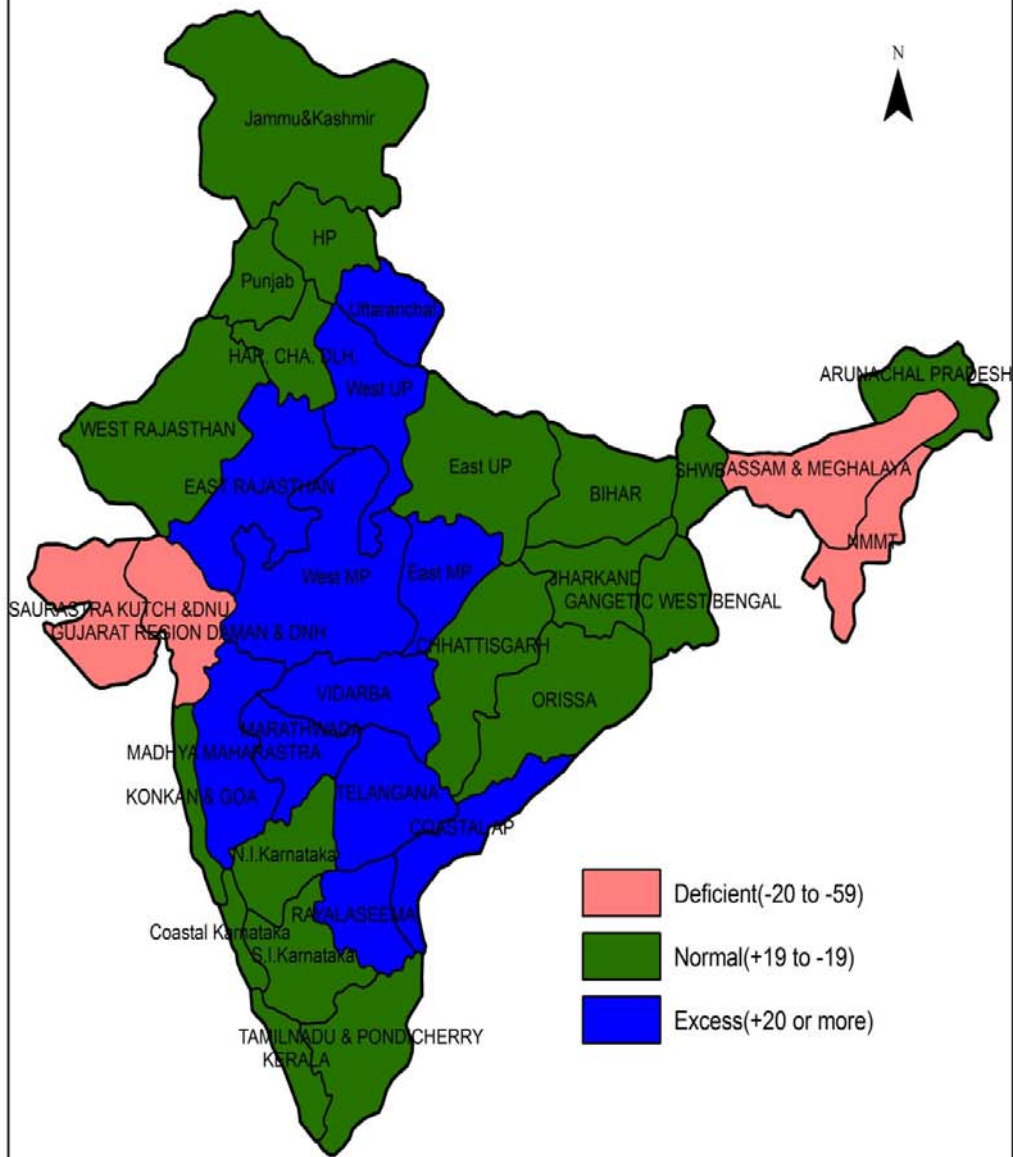 N
Jammu&Kashmir
HP
Punjab
Uttaranchal
HAR. CHA. DLH.
West UP
ARUNACHAL PRADESH
WEST RAJASTHAN
East UP
SHWB
ASSAM & MEGHALAYA
EAST RAJASTHAN
BIHAR
NMMT
West MP
East MP
JHARKAND
GANGETIC WEST BENGAL
SAURASTRA KUTCH &DNU
GUJARAT REGION DAMAN & DNH
CHHATTISGARH
VIDARBA
ORISSA
MARATHWADA
MADHYA MAHARASTRA
KONKAN & GOA
TELANGANA
COASTAL AP
N.I.Karnataka
RAYALASEEMA
Coastal Karnataka
S.I.Karnataka
TAMILNADU & PONDICHERRY
KERALA
Deficient(-20 to -59)
Normal(+19 to -19)
Excess(+20 or more)